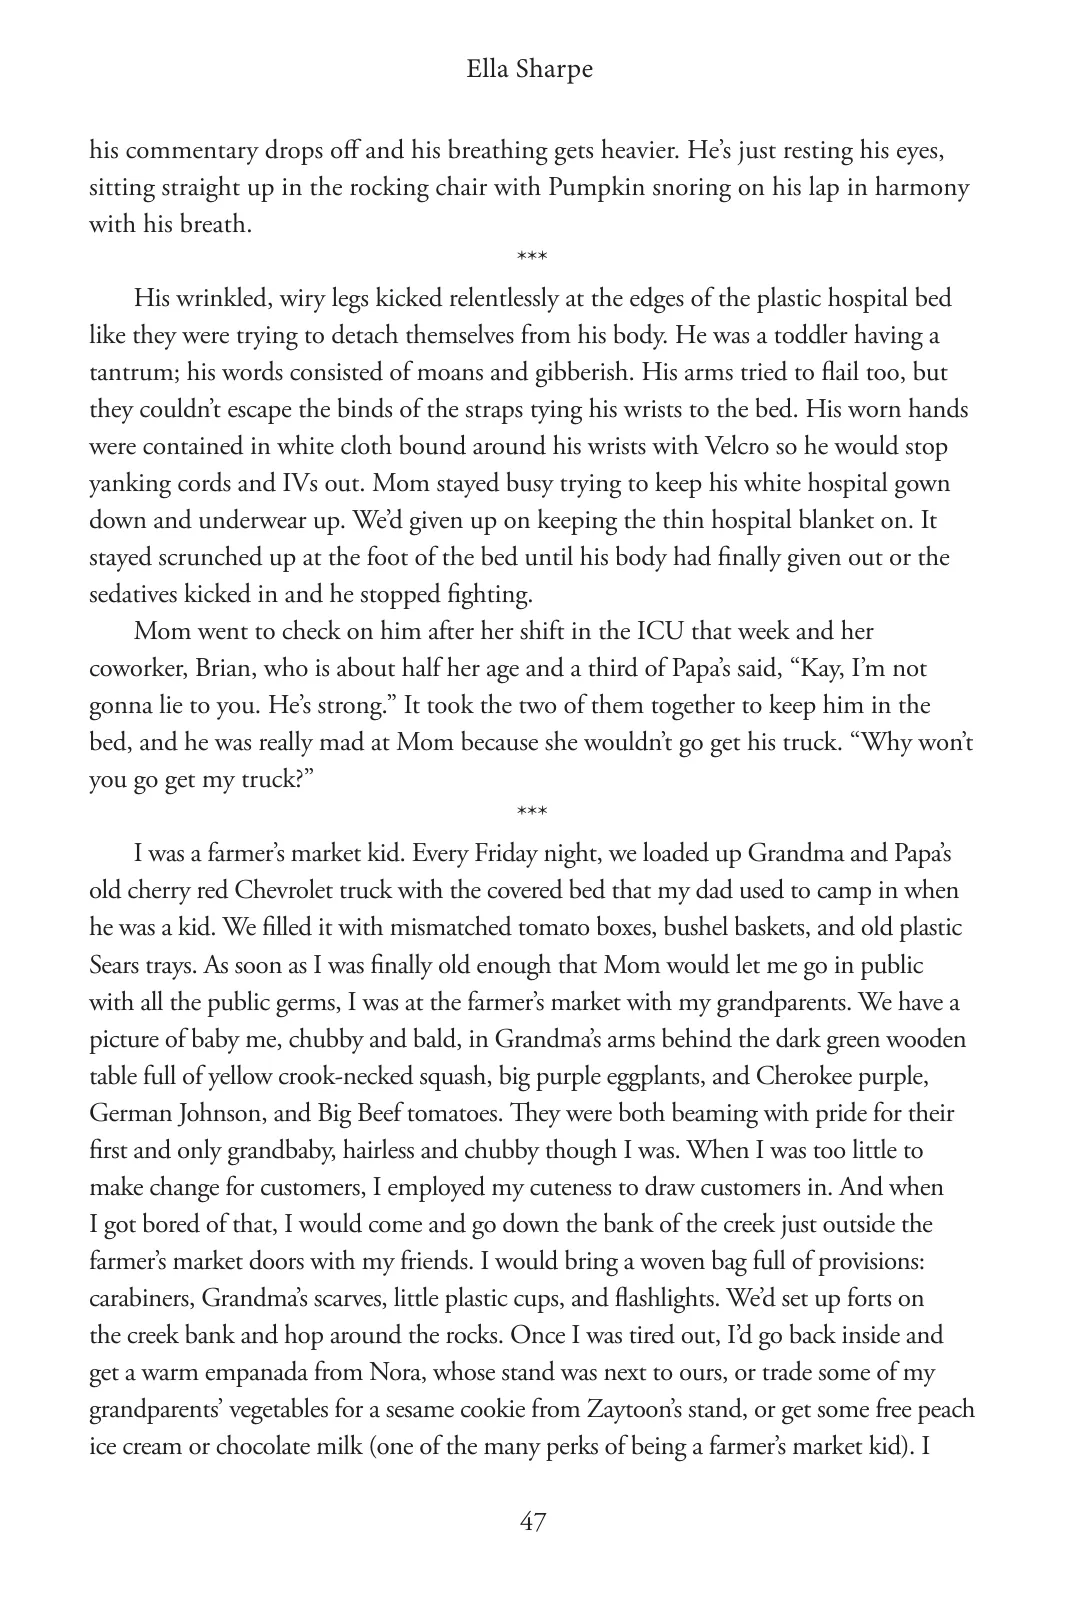 Ella Sharpe
his commentary drops off and his breathing gets heavier. He’s just resting his eyes,
sitting straight up in the rocking chair with Pumpkin snoring on his lap in harmony
with his breath.
***
His wrinkled, wiry legs kicked relentlessly at the edges of the plastic hospital bed
like they were trying to detach themselves from his body. He was a toddler having a
tantrum; his words consisted of moans and gibberish. His arms tried to flail too, but
they couldn’t escape the binds of the straps tying his wrists to the bed. His worn hands
were contained in white cloth bound around his wrists with Velcro so he would stop
yanking cords and IVs out. Mom stayed busy trying to keep his white hospital gown
down and underwear up. We’d given up on keeping the thin hospital blanket on. It
stayed scrunched up at the foot of the bed until his body had finally given out or the
sedatives kicked in and he stopped fighting.
Mom went to check on him after her shift in the ICU that week and her
coworker, Brian, who is about half her age and a third of Papa’s said, “Kay, I’m not
gonna lie to you. He’s strong.” It took the two of them together to keep him in the
bed, and he was really mad at Mom because she wouldn’t go get his truck. “Why won’t
you go get my truck?”
***
I was a farmer’s market kid. Every Friday night, we loaded up Grandma and Papa’s
old cherry red Chevrolet truck with the covered bed that my dad used to camp in when
he was a kid. We filled it with mismatched tomato boxes, bushel baskets, and old plastic
Sears trays. As soon as I was finally old enough that Mom would let me go in public
with all the public germs, I was at the farmer’s market with my grandparents. We have a
picture of baby me, chubby and bald, in Grandma’s arms behind the dark green wooden
table full of yellow crook-necked squash, big purple eggplants, and Cherokee purple,
German Johnson, and Big Beef tomatoes. They were both beaming with pride for their
first and only grandbaby, hairless and chubby though I was. When I was too little to
make change for customers, I employed my cuteness to draw customers in. And when
I got bored of that, I would come and go down the bank of the creek just outside the
farmer’s market doors with my friends. I would bring a woven bag full of provisions:
carabiners, Grandma’s scarves, little plastic cups, and flashlights. We’d set up forts on
the creek bank and hop around the rocks. Once I was tired out, I’d go back inside and
get a warm empanada from Nora, whose stand was next to ours, or trade some of my
grandparents’ vegetables for a sesame cookie from Zaytoon’s stand, or get some free peach
ice cream or chocolate milk (one of the many perks of being a farmer’s market kid). I
47